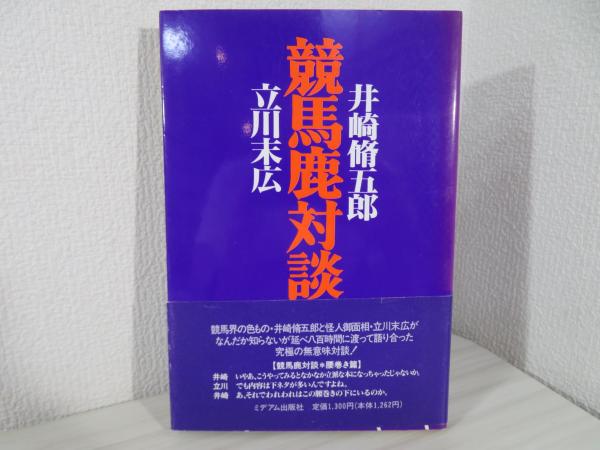 井崎脩五郎
競馬鹿対談
立川末広
競馬界の色もの・井崎脩五郎と怪人御面相・立川末広が
なんだか知らないが延べ八百時間に渡って語り合った
究極の無意味対談!
【競馬鹿対談*腰巻き篇】
井崎 いやあ、こうやってみるとなかなか立派な本になっちゃったじゃないか。
立川 でも内容は下ネタが多いんですよね。
井崎 あ、それでわれわれはこの腰巻きの下にいるのか。
ミデアム出版社 定価1,300円(本体1,262円)